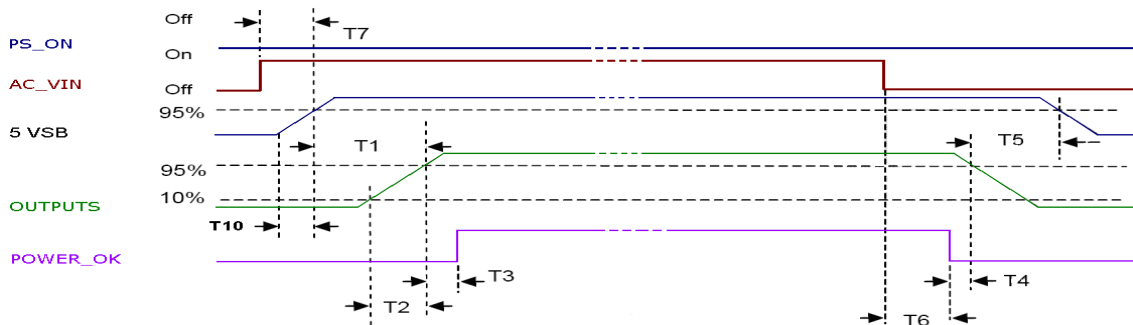 Off
T7
PS_ON
On
AC_VIN
Off
95%
5 VSB
T1
T5
95%
10%
OUTPUTS
T10
POWER_OK
T3
T4
T2
T6